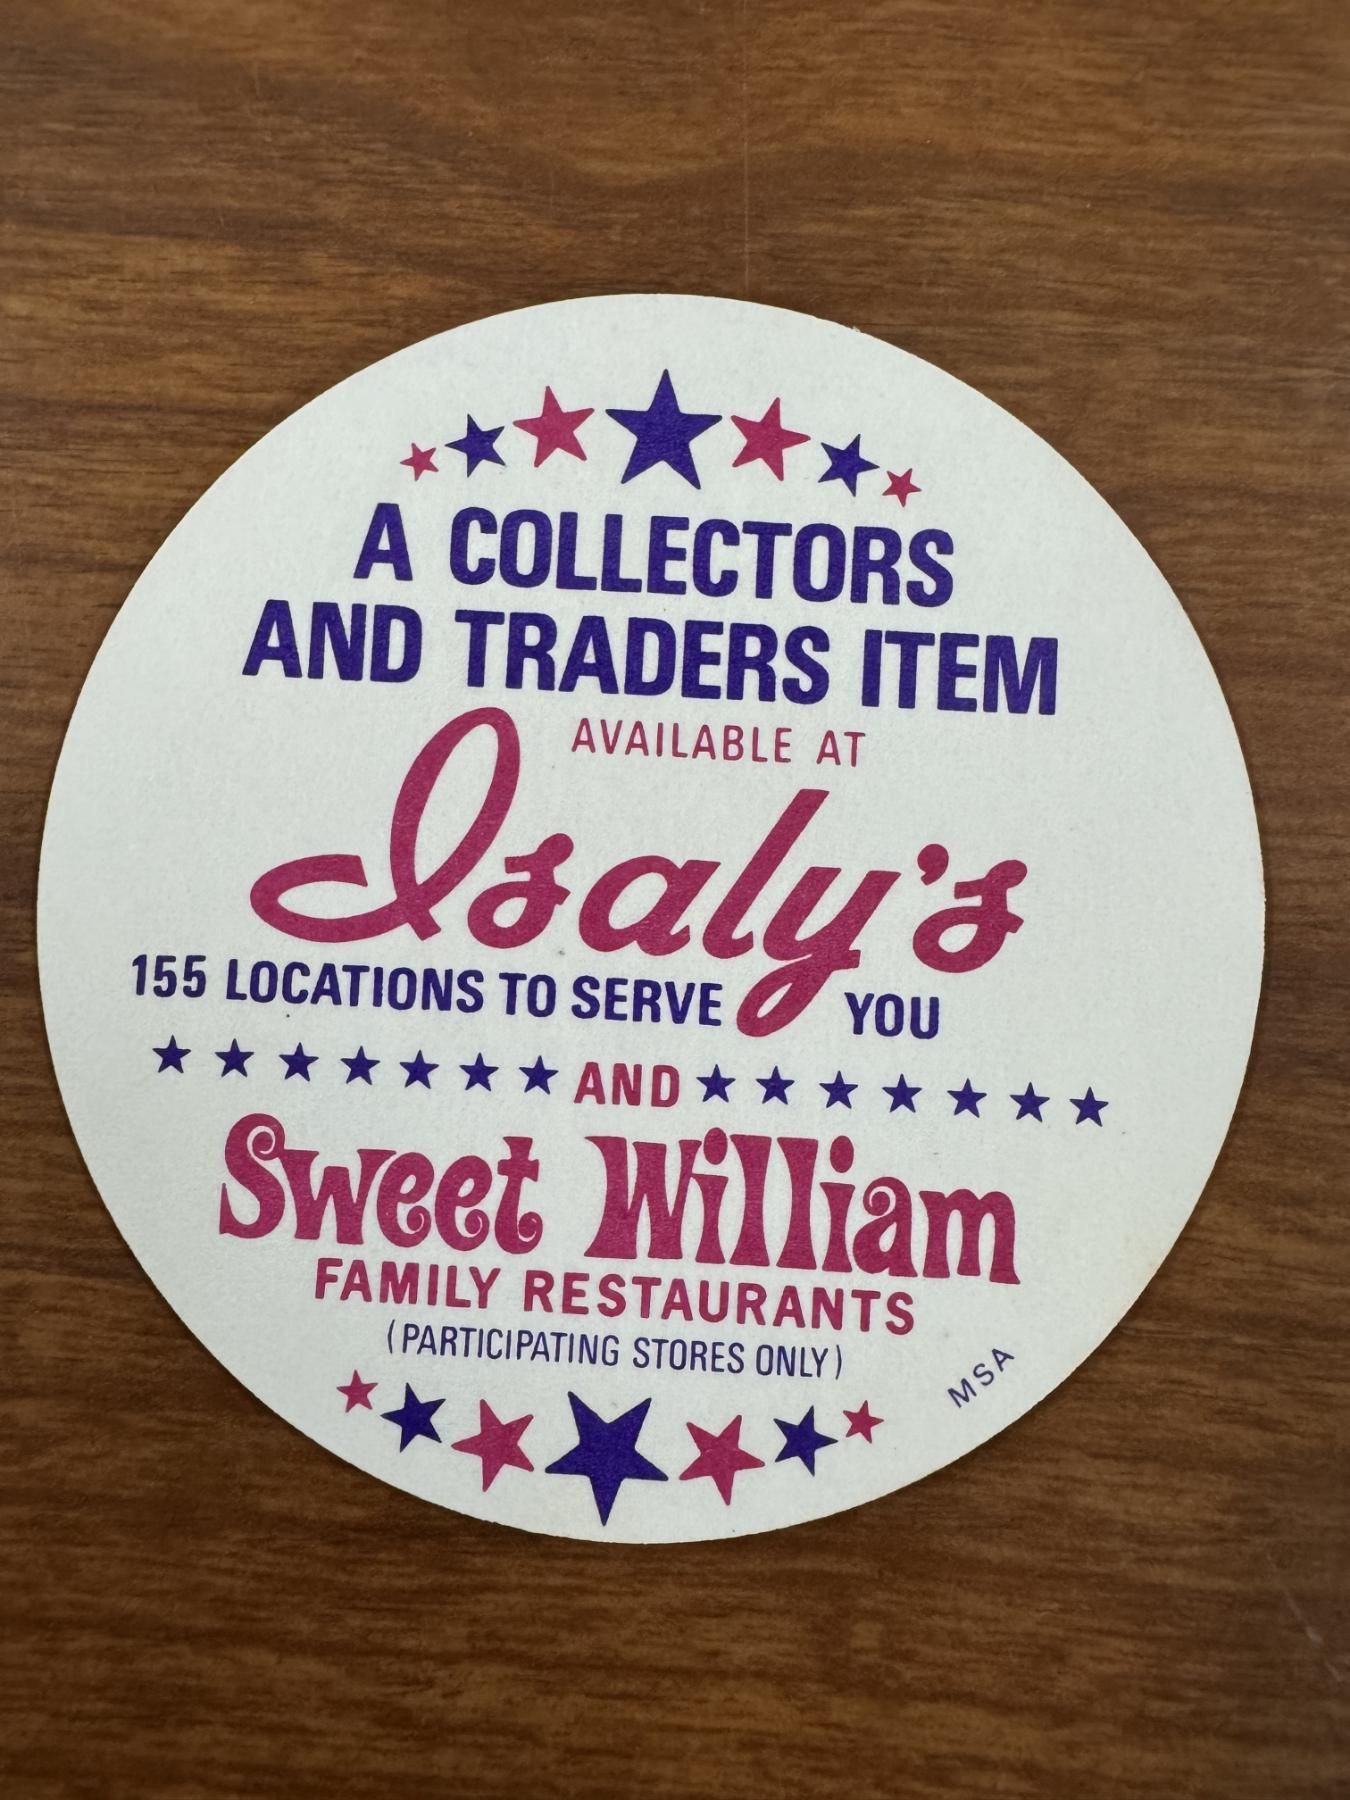 A COLLECTORS
AND TRADERS ITEM
AVAILABLE AT
Isaly's
155 LOCATIONS TO SERVE YOU
AND
Sweet William
FAMILY RESTAURANTS
(PARTICIPATING STORES ONLY)
MSA